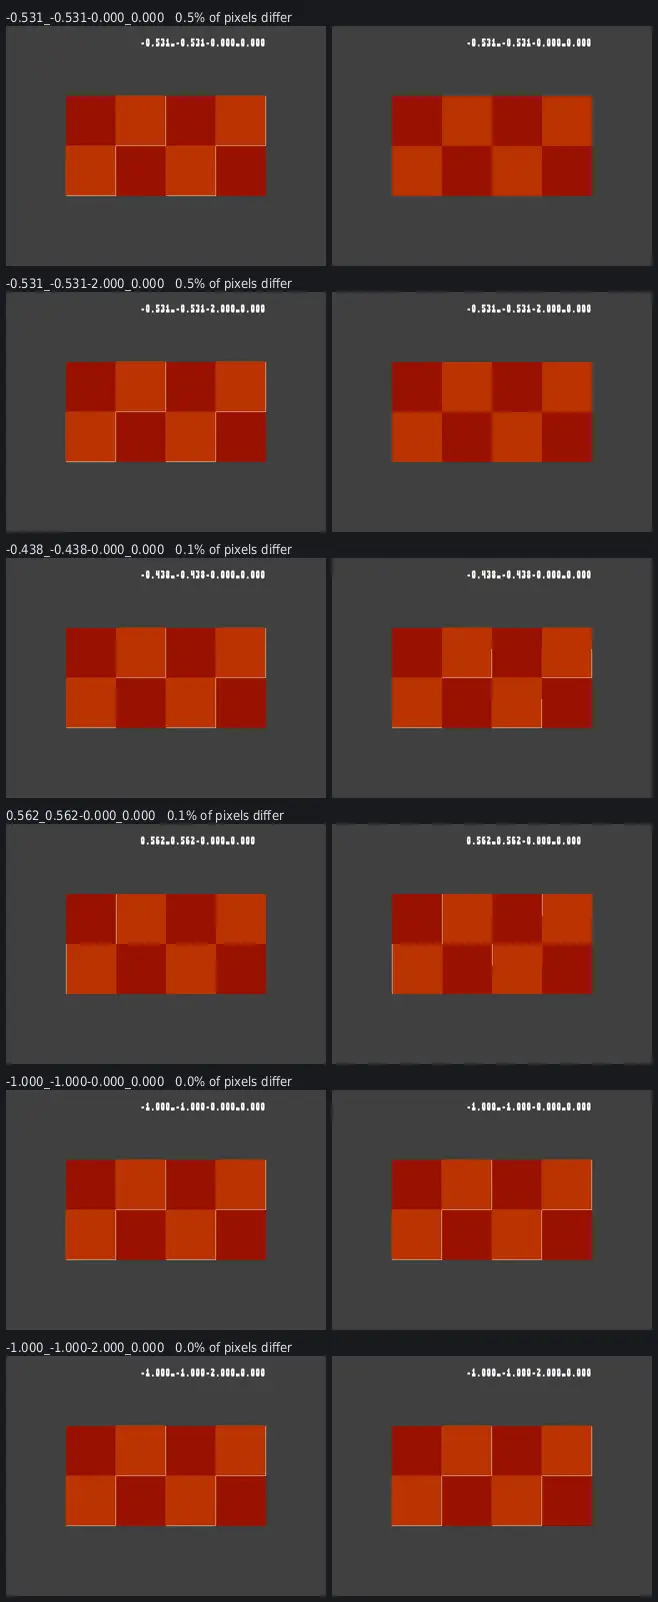 -0.531_-0.531-0.000_0.000 0.5% of pixels differ
-0.531_-0.531-0.000_0.000 -0.531_-0.531-0.000_0.000
-0.531_-0.531-2.000_0.000 0.5% of pixels differ
-0.531_-0.531-2.000_0.000 -0.531_-0.531-2.000_0.000
-0.438_-0.438-0.000_0.000 0.1% of pixels differ
-0.438_-0.438-0.000_0.000 -0.438_-0.438-0.000_0.000
0.562_0.562-0.000_0.000 0.1% of pixels differ
0.562_0.562-0.000_0.000 0.562_0.562-0.000_0.000
-1.000_-1.000-0.000_0.000 0.0% of pixels differ
-1.000_-1.000-0.000_0.000 -1.000_-1.000-0.000_0.000
-1.000_-1.000-2.000_0.000 0.0% of pixels differ
-1.000_-1.000-2.000_0.000 -1.000_-1.000-2.000_0.000